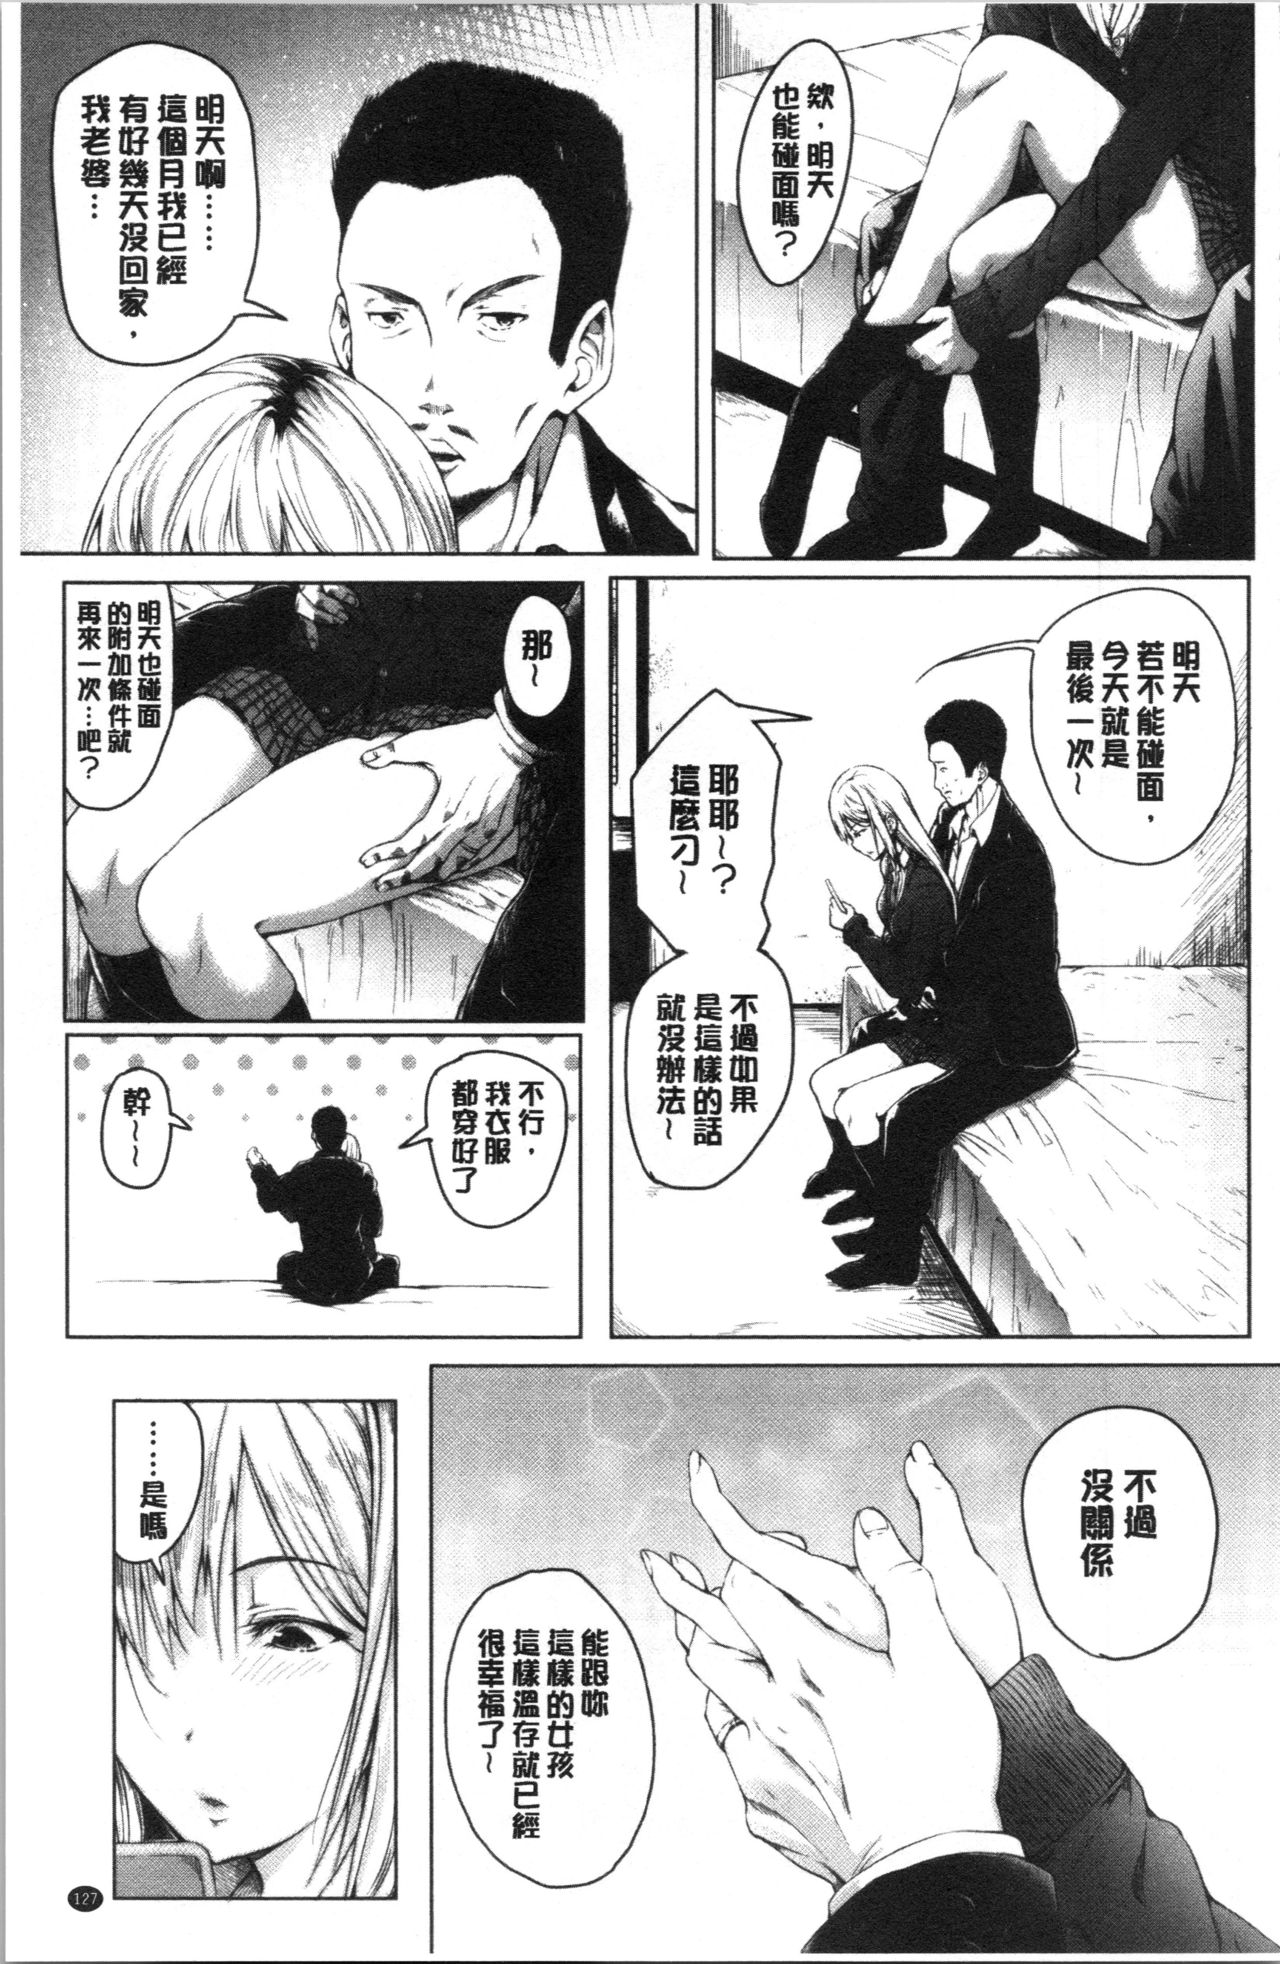 欸，明天
也能碰面嗎？
明天啊……
這個月我已經
有好幾天沒回家，
我老婆…
明天
若不能碰面，
今天就是
最後一次～
耶耶～？
這麼刁～
不過如果
是這樣的話
就沒辦法～
那～
明天也碰面
的附加條件就
再來一次…吧？
不行，
我衣服
都穿好了
幹～～
不過
沒關係
能跟妳
這樣的女孩
這樣溫存就已經
很幸福了～
……是嗎
127